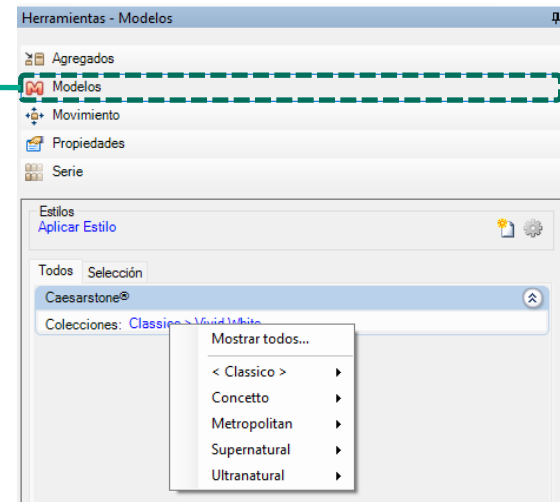 Herramientas - Modelos
Agregados
Modelos
Movimiento
Propiedades
Serie
Estilos
Aplicar Estilo
Todos Selección
Caesarstone®
Colecciones: Classico > Vivid White
Mostrar todos...
< Classico >
Concetto
Metropolitan
Supernatural
Ultranatural